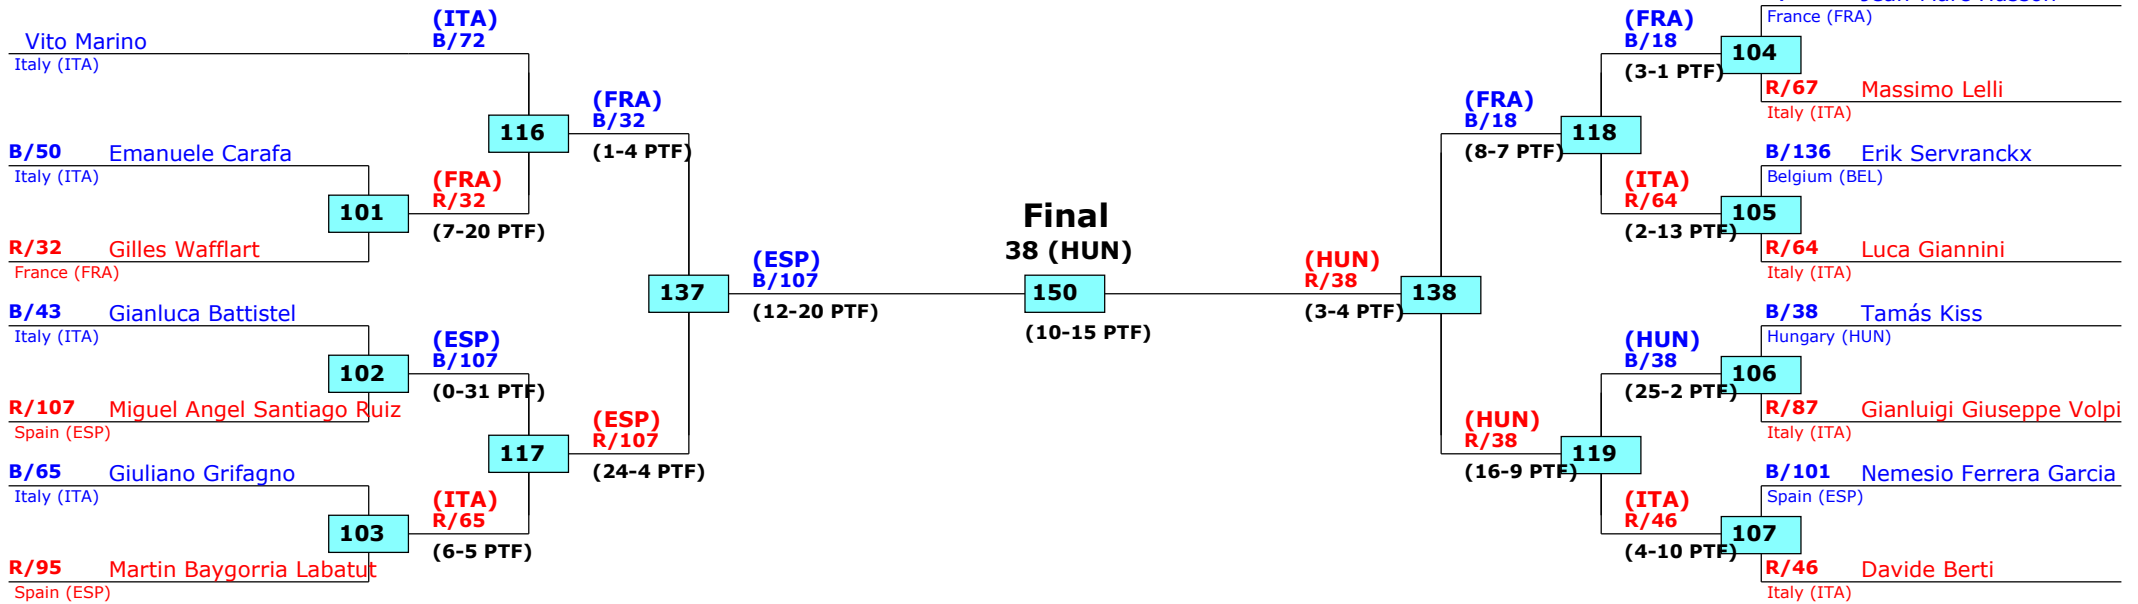 (ITA)
B/72
Vito Marino
Italy (ITA)
B/50 Emanuele Carafa
Italy (ITA)
101
R/32 Gilles Wafflart
France (FRA)
B/43 Gianluca Battistel
Italy (ITA)
102
R/107 Miguel Angel Santiago Ruiz
Spain (ESP)
B/65 Giuliano Grifagno
Italy (ITA)
103
R/95 Martin Baygorria Labatut
Spain (ESP)
116
(FRA)
R/32
(7-20 PTF)
(ESP)
B/107
(0-31 PTF)
117
(ITA)
R/65
(6-5 PTF)
(FRA)
B/32
(1-4 PTF)
137
(ESP)
R/107
(24-4 PTF)
(ESP)
B/107
(12-20 PTF)
Final
38 (HUN)
150
(10-15 PTF)
(HUN)
R/38
(3-4 PTF)
138
(FRA)
B/18
(8-7 PTF)
118
(HUN)
R/38
(16-9 PTF)
119
(FRA)
B/18
(3-1 PTF)
104
(ITA)
R/64
(2-13 PTF)
105
(HUN)
B/38
(25-2 PTF)
106
(ITA)
R/46
(4-10 PTF)
107
France (FRA)
R/67 Massimo Lelli
Italy (ITA)
B/136 Erik Servranckx
Belgium (BEL)
R/64 Luca Giannini
Italy (ITA)
B/38 Tamás Kiss
Hungary (HUN)
R/87 Gianluigi Giuseppe Volpi
Italy (ITA)
B/101 Nemesio Ferrera Garcia
Spain (ESP)
R/46 Davide Berti
Italy (ITA)